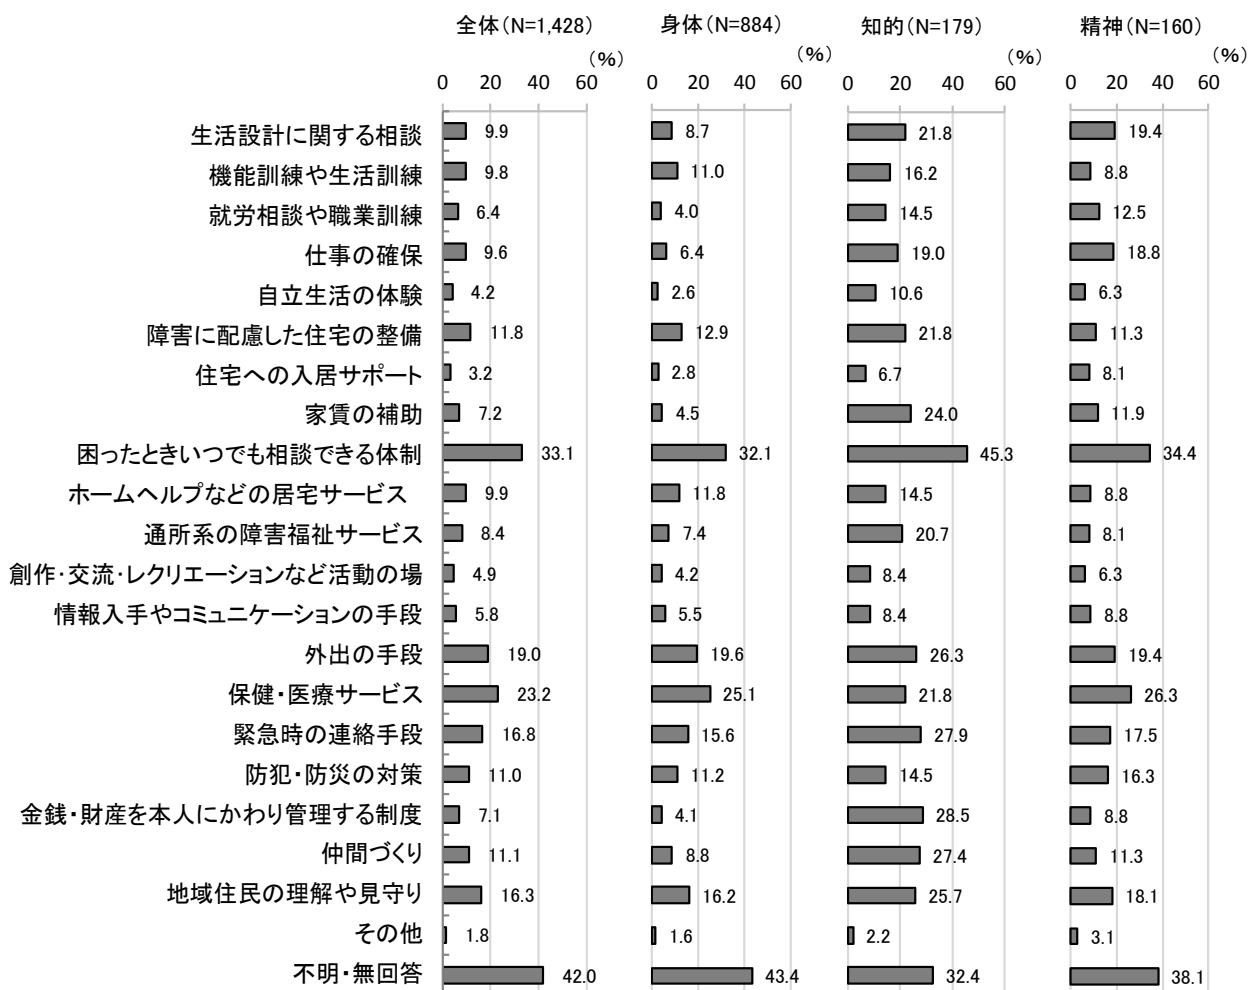 全体(N=1,428) 身体(N=884) 知的(N=179) 精神(N=160)
(%) (%) (%) (%)
0 20 40 60 0 20 40 60 0 20 40 60 0 20 40 60
生活設計に関する相談 9.9 8.7 21.8 19.4
機能訓練や生活訓練 9.8 11.0 16.2 8.8
就労相談や職業訓練 6.4 4.0 14.5 12.5
仕事の確保 9.6 6.4 19.0 18.8
自立生活の体験 4.2 2.6 10.6 6.3
障害に配慮した住宅の整備 11.8 12.9 21.8 11.3
住宅への入居サポート 3.2 2.8 6.7 8.1
家賃の補助 7.2 4.5 24.0 11.9
困ったときいつでも相談できる体制 33.1 32.1 45.3 34.4
ホームヘルプなどの居宅サービス 9.9 11.8 14.5 8.8
通所系の障害福祉サービス 8.4 7.4 20.7 8.1
創作・交流・レクリエーションなど活動の場 4.9 4.2 8.4 6.3
情報入手やコミュニケーションの手段 5.8 5.5 8.4 8.8
外出の手段 19.0 19.6 26.3 19.4
保健・医療サービス 23.2 25.1 21.8 26.3
緊急時の連絡手段 16.8 15.6 27.9 17.5
防犯・防災の対策 11.0 11.2 14.5 16.3
金銭・財産を本人にかわり管理する制度 7.1 4.1 28.5 8.8
仲間づくり 11.1 8.8 27.4 11.3
地域住民の理解や見守り 16.3 16.2 25.7 18.1
その他 1.8 1.6 2.2 3.1
不明・無回答 42.0 43.4 32.4 38.1